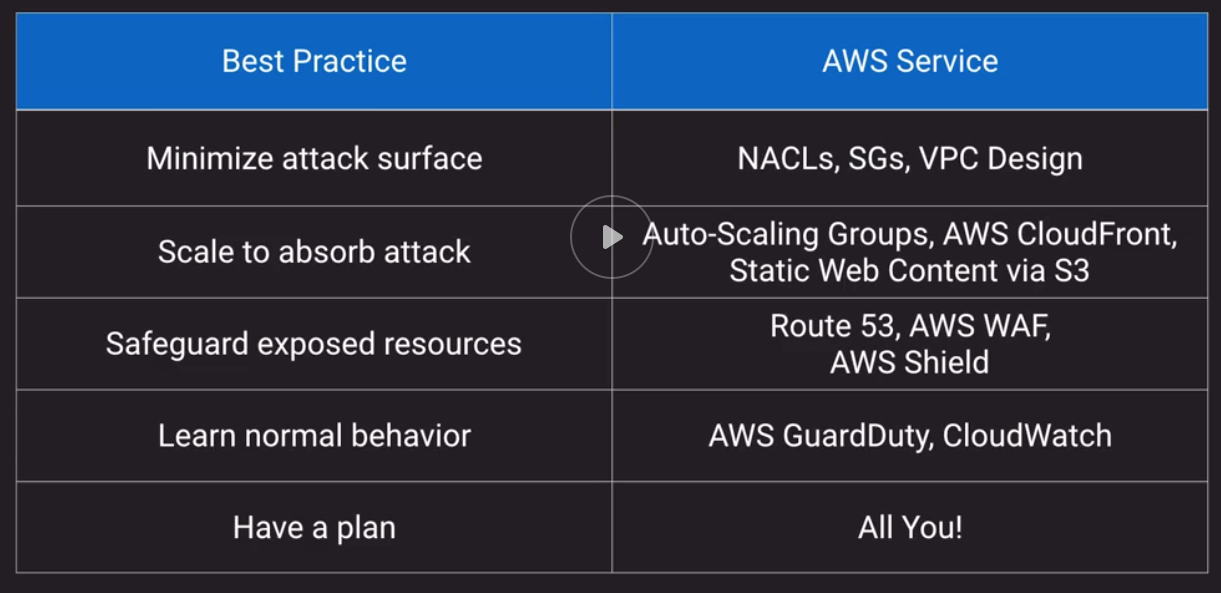 Best Practice
AWS Service
Minimize attack surface
NACLs, SGs, VPC Design
Scale to absorb attack
Auto-Scaling Groups, AWS CloudFront,
Static Web Content via S3
Safeguard exposed resources
Route 53, AWS WAF,
AWS Shield
Learn normal behavior
AWS GuardDuty, CloudWatch
Have a plan
All You!